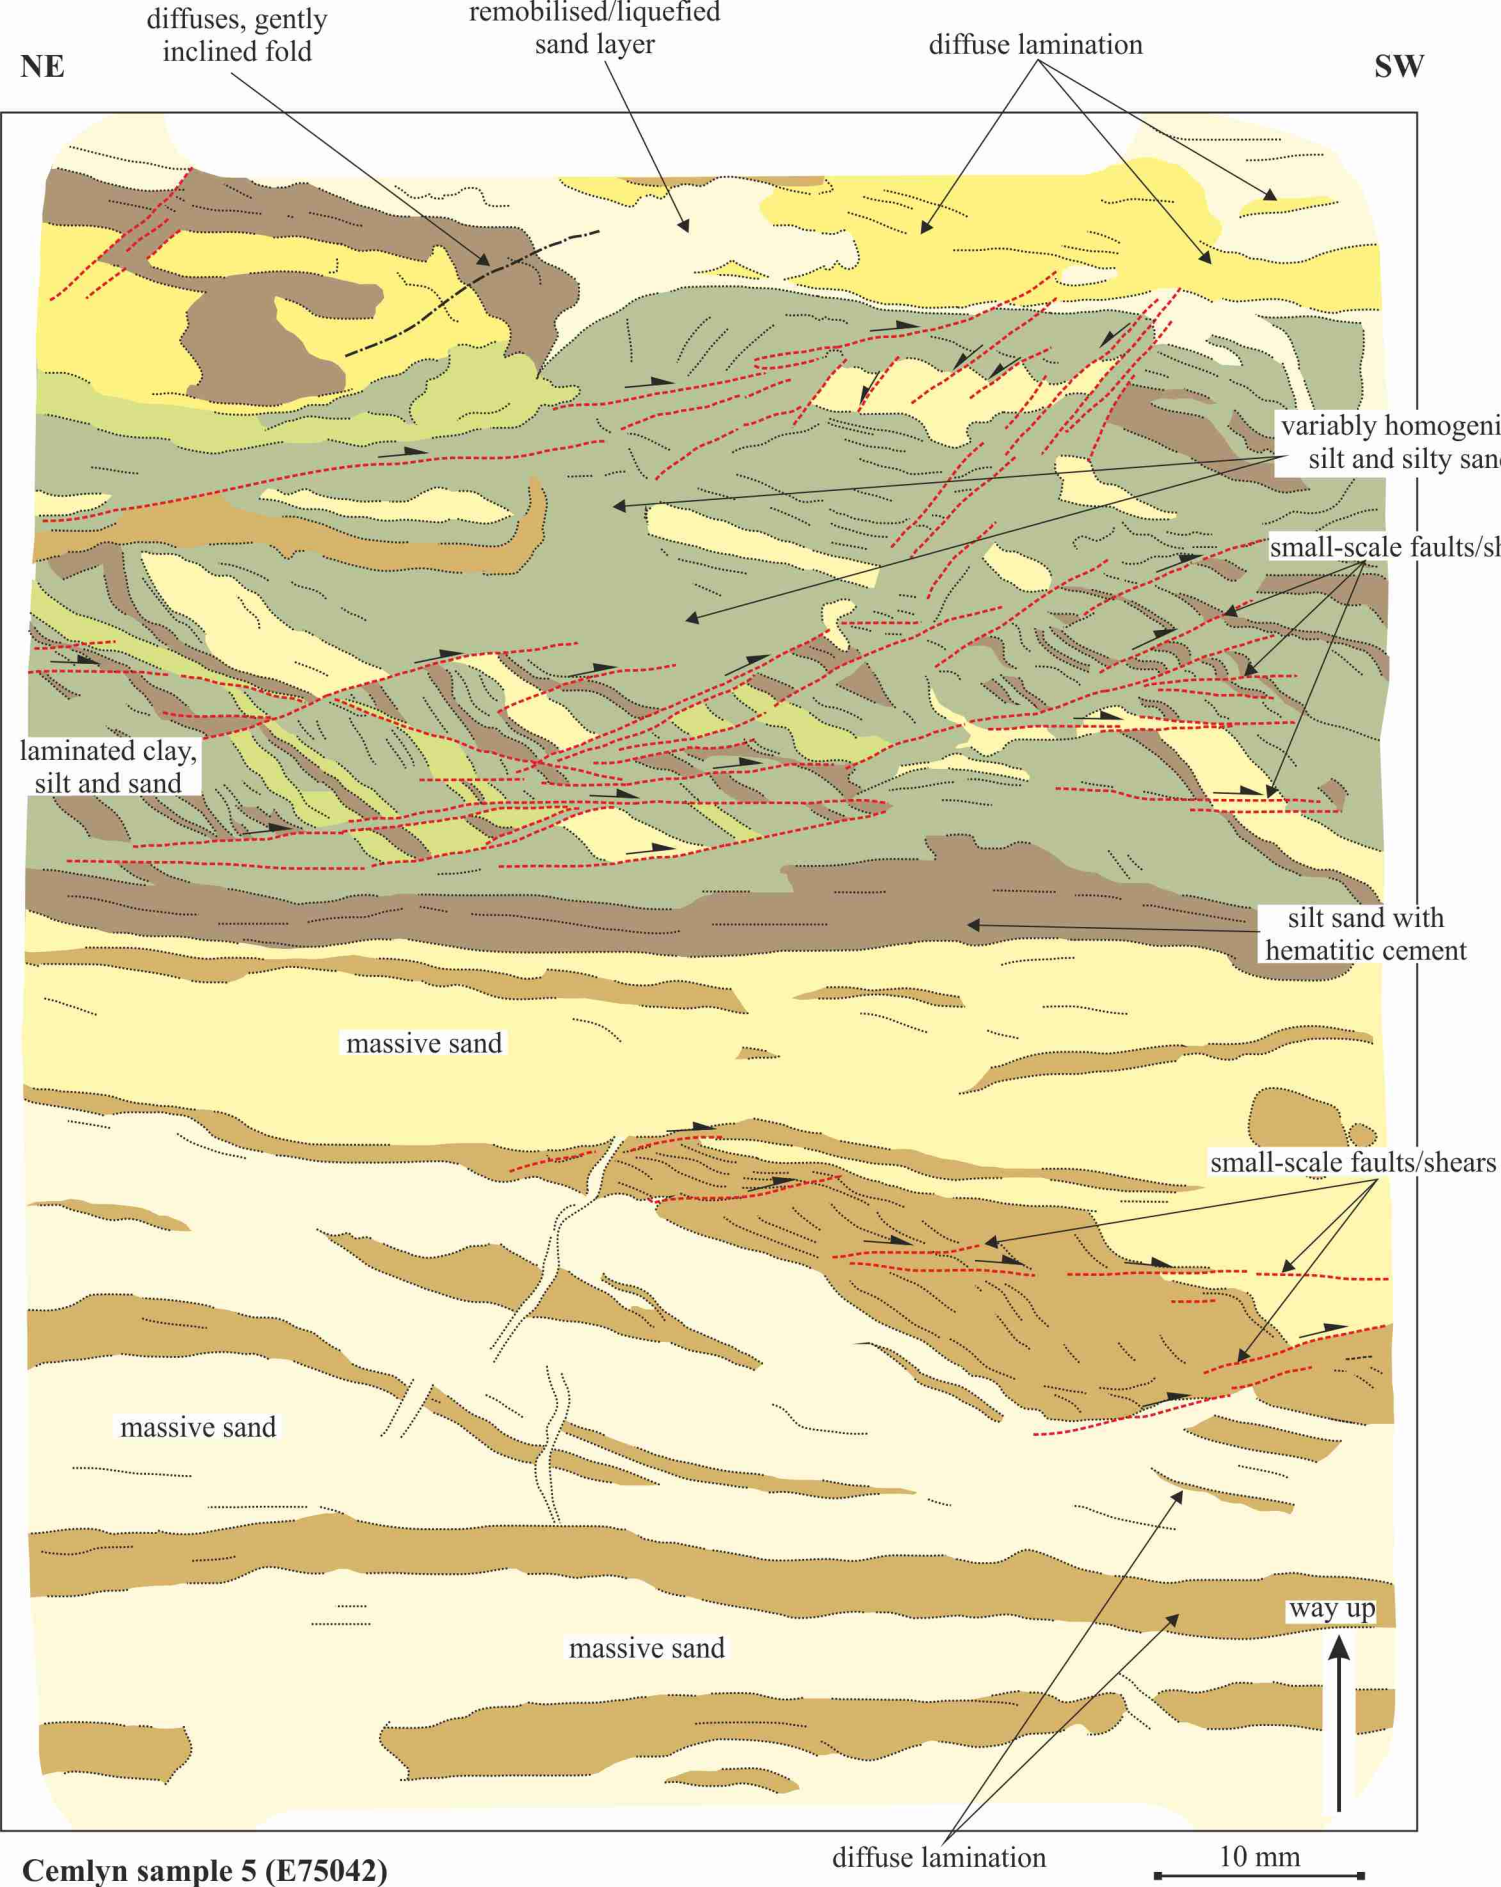 diffuses, gently
inclined fold
remobilised/liquefied
sand layer
diffuse lamination
NE
SW
variably homogeni
silt and silty san
small-scale faults/sh
laminated clay,
silt and sand
silt sand with
hematitic cement
massive sand
small-scale faults/shears
massive sand
way up
massive sand
diffuse lamination
10 mm
Cemlyn sample 5 (E75042)